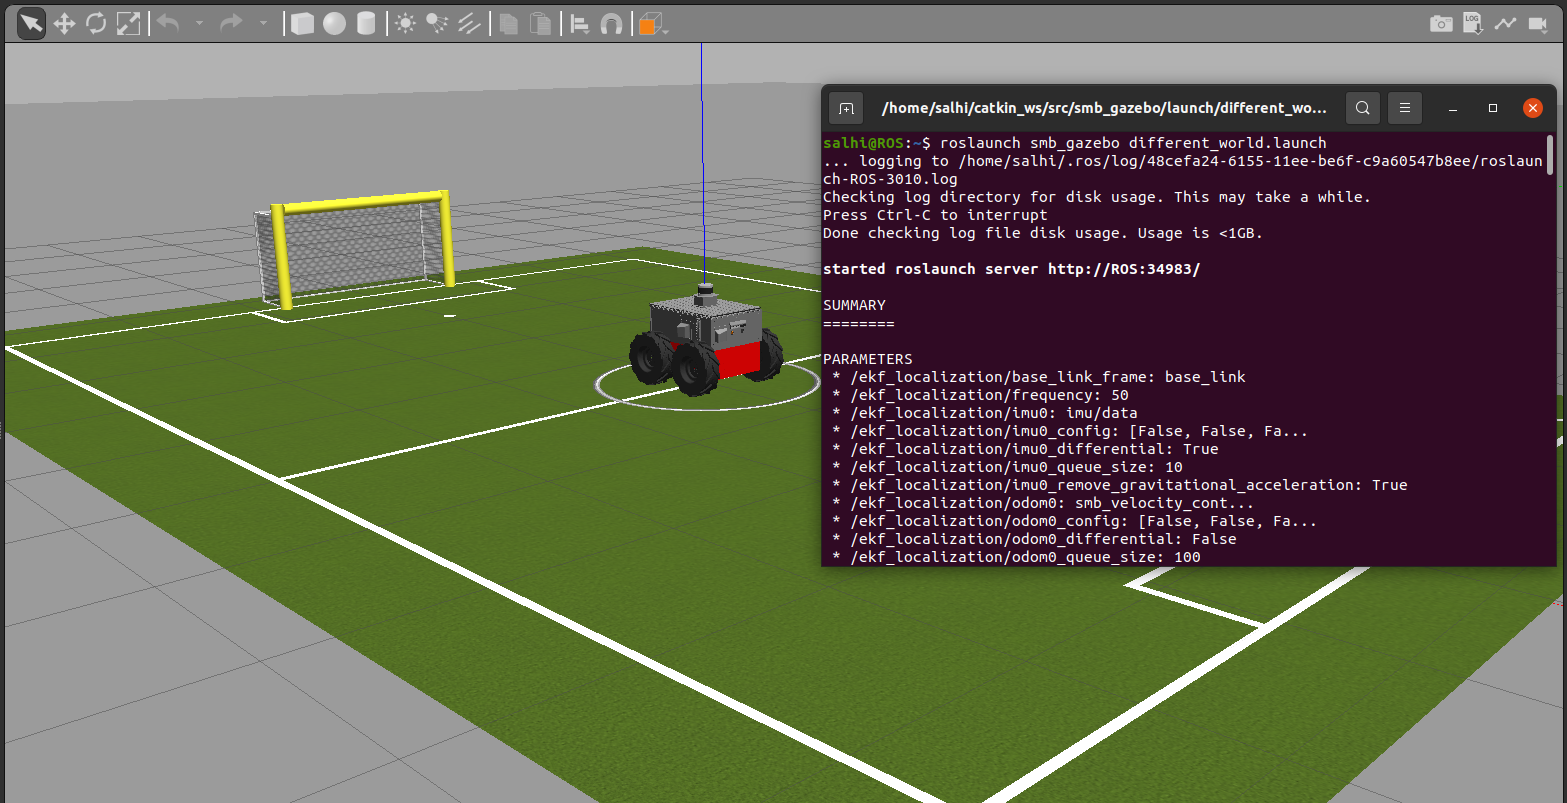 LOG
/home/salhi/catkin_ws/src/smb_gazebo/launch/different_wo...
salhi@ROS:~$ roslaunch smb_gazebo different_world.launch
... logging to /home/salhi/.ros/log/48cefa24-6155-11ee-be6f-c9a60547b8ee/roslaun
ch-ROS-3010.log
Checking log directory for disk usage. This may take a while.
Press Ctrl-C to interrupt
Done checking log file disk usage. Usage is <1GB.
started roslaunch server http://ROS:34983/
SUMMARY
========
PARAMETERS
 * /ekf_localization/base_link_frame: base_link
 * /ekf_localization/frequency: 50
 * /ekf_localization/imu0: imu/data
 * /ekf_localization/imu0_config: [False, False, Fa...
 * /ekf_localization/imu0_differential: True
 * /ekf_localization/imu0_queue_size: 10
 * /ekf_localization/imu0_remove_gravitational_acceleration: True
 * /ekf_localization/odom0: smb_velocity_cont...
 * /ekf_localization/odom0_config: [False, False, Fa...
 * /ekf_localization/odom0_differential: False
 * /ekf_localization/odom0_queue_size: 100